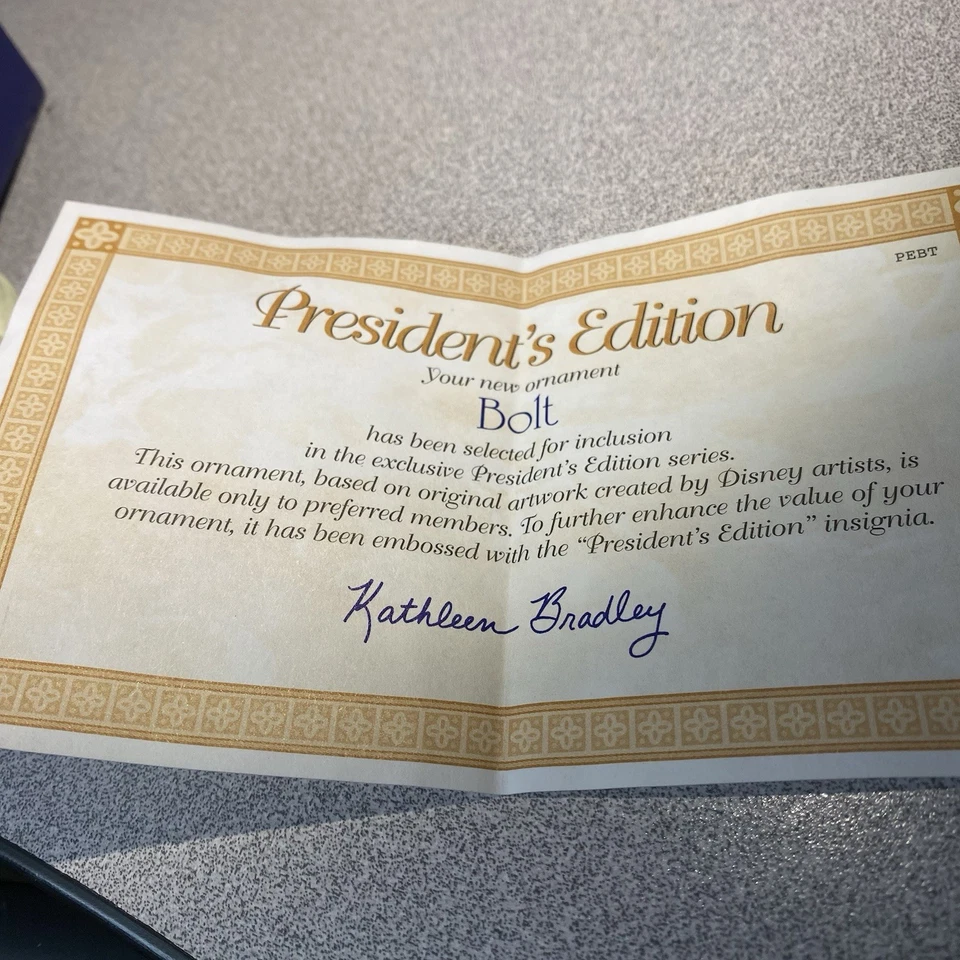 PEBT
President's Edition
Your new ornament
Bolt
has been selected for inclusion
in the exclusive President's Edition series.
This ornament, based on original artwork created by Disney artists, is
available only to preferred members. To further enhance the value of your
ornament, it has been embossed with the “President's Edition” insignia.
Kathleen Bradley